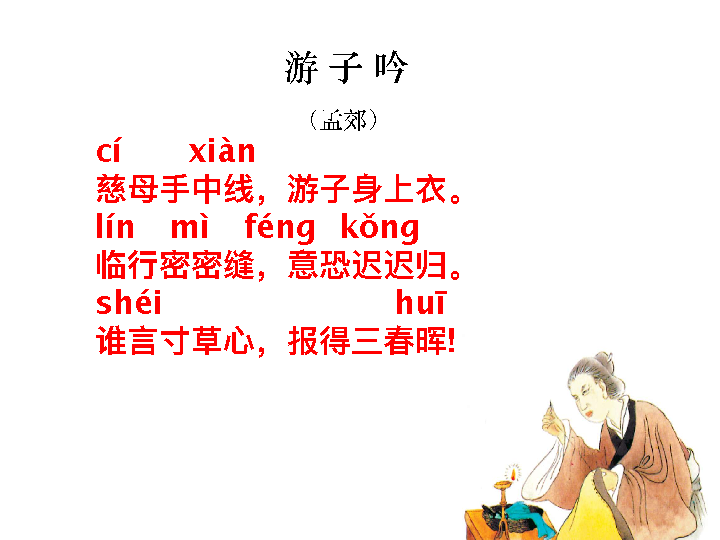 游子吟
（孟郊）
cí xiàn
慈母手中线，游子身上衣。
lín mì féng kǒng
临行密密缝，意恐迟迟归。
shéi huī
谁言寸草心，报得三春晖!